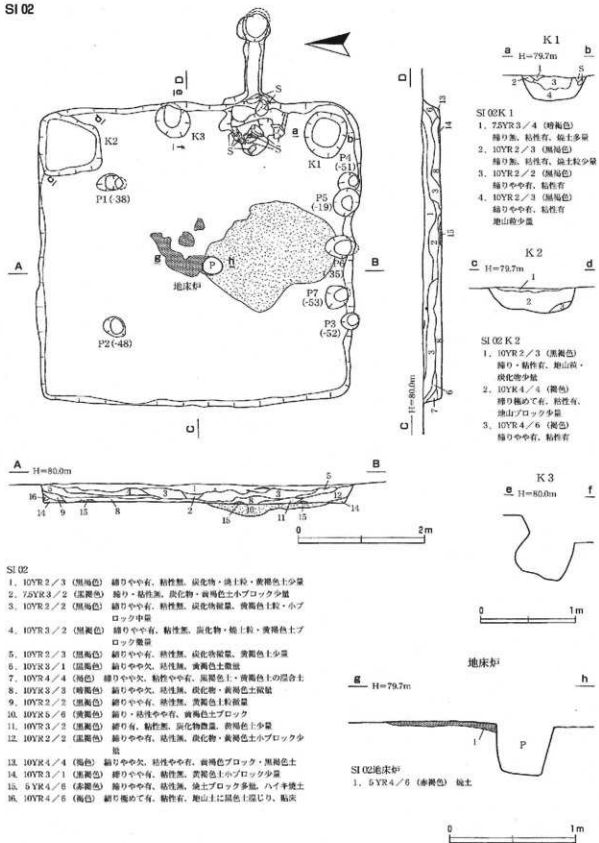 SI 02
D
e
S
K2
d
c
K3
f
S
S
S
a
b
K1
P4
(-51)
P5
(-19)
P1 (-38)
g
P
h
地床炉
P6
(-35)
P7
(-53)
P3
(-52)
P2 (-48)
A
B
C
D
C
H=80.0m
A
H=80.0m
B
0
2m
K1
a
H=79.7m
b
SI 02K 1
1、7.5YR3/4 (暗褐色)
締り無、粘性有、焼土多量
2、10YR2/3 (黒褐色)
締り無、粘性有、焼土粒少量
3、10YR2/2 (黒褐色)
締りやや有、粘性有
4、10YR2/3 (黒褐色)
締りやや有、粘性有
地山粒少量
K2
c
H=79.7m
d
SI 02 K 2
1、10YR2/3 (黒褐色)
締り・粘性有、地山粒・
炭化物少量
2、10YR4/4 (褐色)
締り極めて有、粘性有、
地山ブロック少量
3、10YR4/6 (褐色)
締りやや有、粘性有
K3
e
H=80.0m
f
0
1m
地床炉
g
H=79.7m
h
P
SI 02地床炉
1、5YR4/6 (赤褐色) 焼土
0
1m
SI 02
1、10YR2/3 (黒褐色) 締りやや有、粘性無、炭化物・焼土粒・黄褐色土少量
2、7.5YR3/2 (黒褐色) 締り・粘性無、炭化物・黄褐色土小ブロック少量
3、10YR2/2 (黒褐色) 締りやや有、粘性無、炭化物微量、黄褐色土粒・小ブ
ロック中量
4、10YR3/2 (黒褐色) 締りやや有、粘性無、炭化物・焼土粒・黄褐色土ブ
ロック微量
5、10YR2/3 (黒褐色) 締りやや有、粘性無、炭化物微量、黄褐色土少量
6、10YR3/1 (黒褐色) 締りやや欠、粘性無、黄褐色土微量
7、10YR4/4 (褐色) 締りやや欠、粘性やや有、黒褐色土・黄褐色土の混合土
8、10YR3/3 (暗褐色) 締りやや欠、粘性無、炭化物・黄褐色土微量
9、10YR2/2 (黒褐色) 締りやや有、粘性無、黄褐色土粒微量
10、10YR5/6 (黄褐色) 締り・粘性やや有、黄褐色土ブロック
11、10YR3/2 (黒褐色) 締り有、粘性無、炭化物微量、黄褐色土少量
12、10YR2/2 (黒褐色) 締りやや有、粘性無、炭化物・黄褐色土小ブロック少
量
13、10YR4/4 (褐色) 締りやや欠、粘性やや有、黄褐色ブロック・黒褐色土
14、10YR3/1 (黒褐色) 締りやや有、粘性無、黄褐色土小ブロック少量
15、5YR4/6 (赤褐色) 締りやや有、粘性無、焼土ブロック多量、ハイキ焼土
16、10YR4/6 (褐色) 締り極めて有、粘性有、地山土に黒色土混じり、貼床